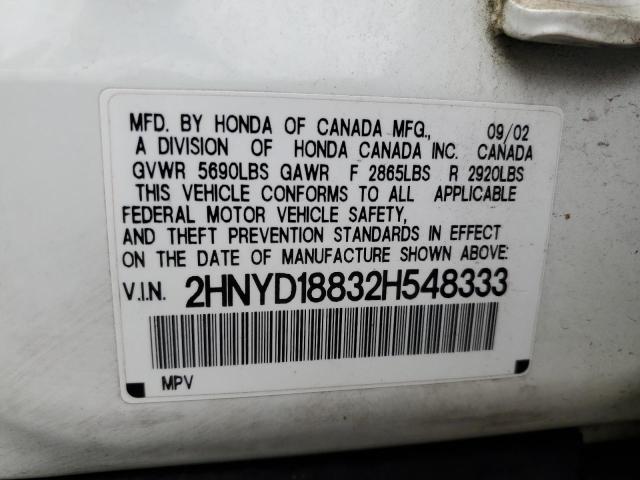 MFD. BY HONDA OF CANADA MFG., 09/02
A DIVISION OF HONDA CANADA INC. CANADA
GVWR 5690LBS GAWR F 2865LBS R 2920LBS
THIS VEHICLE CONFORMS TO ALL APPLICABLE
FEDERAL MOTOR VEHICLE SAFETY,
AND THEFT PREVENTION STANDARDS IN EFFECT
ON THE DATE OF MANUFACTURE SHOWN ABOVE:
V.I.N. 2HNYD18832H548333
MPV